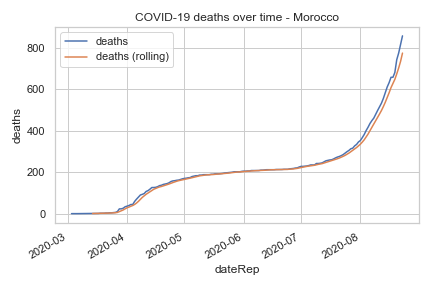 COVID-19 deaths over time - Morocco
deaths
deaths (rolling)
800
600
400
200
0
deaths
2020-03
2020-04
2020-05
2020-06
2020-07
2020-08
dateRep